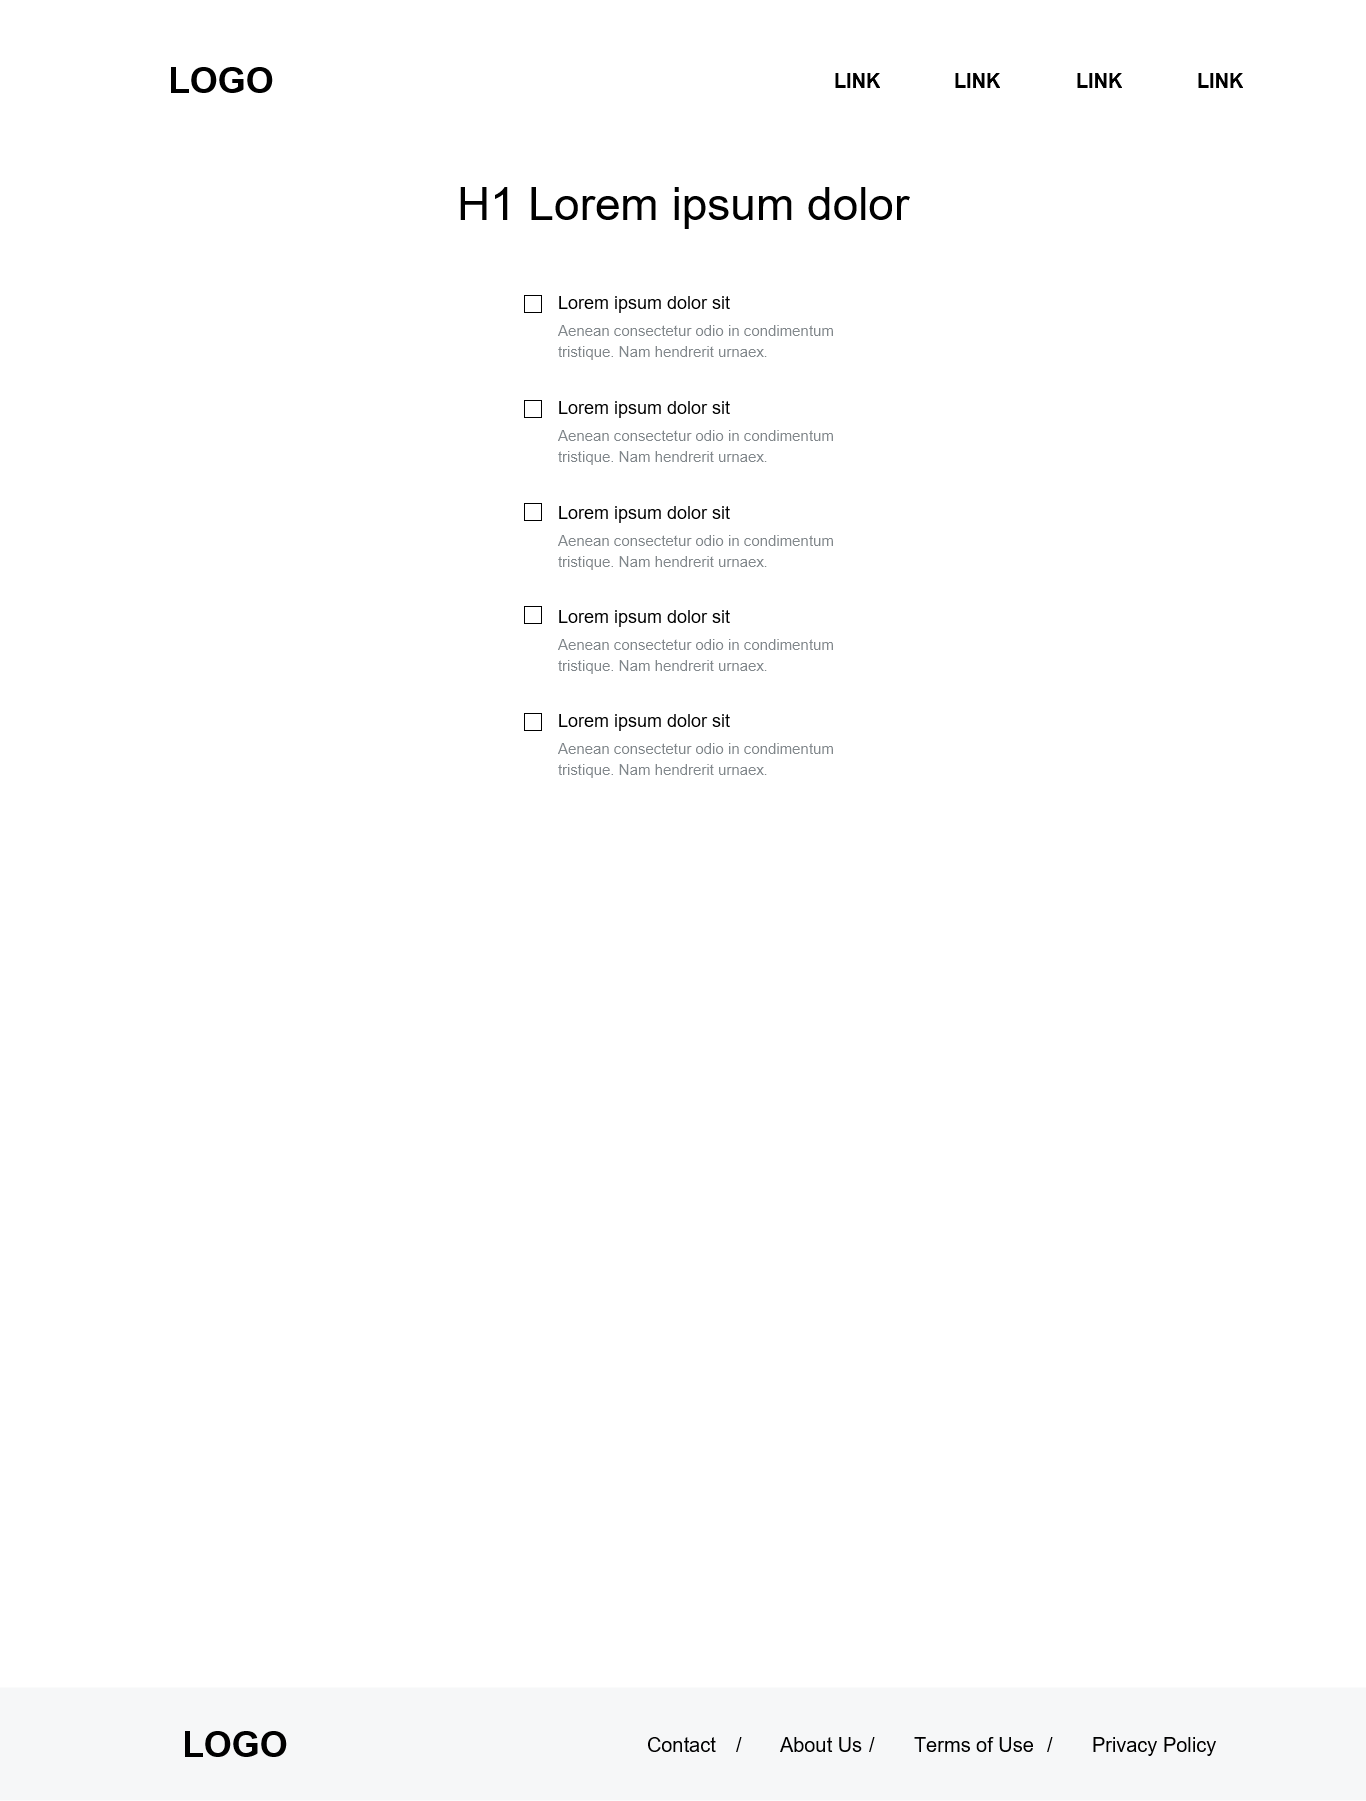 LOGO LINK LINK LINK LINK
H1 Lorem ipsum dolor
Lorem ipsum dolor sit
Aenean consectetur odio in condimentum
tristique. Nam hendrerit urnaex.
Lorem ipsum dolor sit
Aenean consectetur odio in condimentum
tristique. Nam hendrerit urnaex.
Lorem ipsum dolor sit
Aenean consectetur odio in condimentum
tristique. Nam hendrerit urnaex.
Lorem ipsum dolor sit
Aenean consectetur odio in condimentum
tristique. Nam hendrerit urnaex.
Lorem ipsum dolor sit
Aenean consectetur odio in condimentum
tristique. Nam hendrerit urnaex.
LOGO Contact / About Us / Terms of Use / Privacy Policy